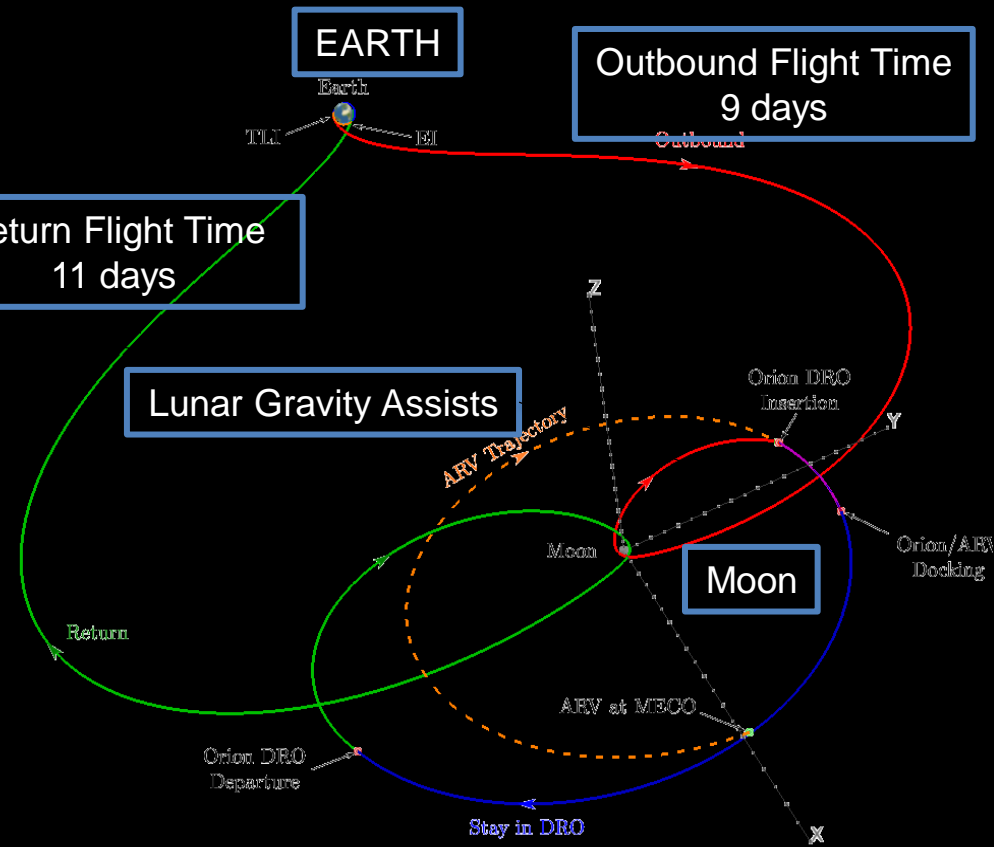 EARTH
Earth
TLI
EI
Outbound Flight Time
9 days
Outbound
eturn Flight Time
11 days
Z
Lunar Gravity Assists
Orion DRO
Insertion
Y
ARV Trajectory
Moon
Orion/ARV
Docking
Moon
Return
ARV at MECO
Orion DRO
Departure
Stay in DRO
X